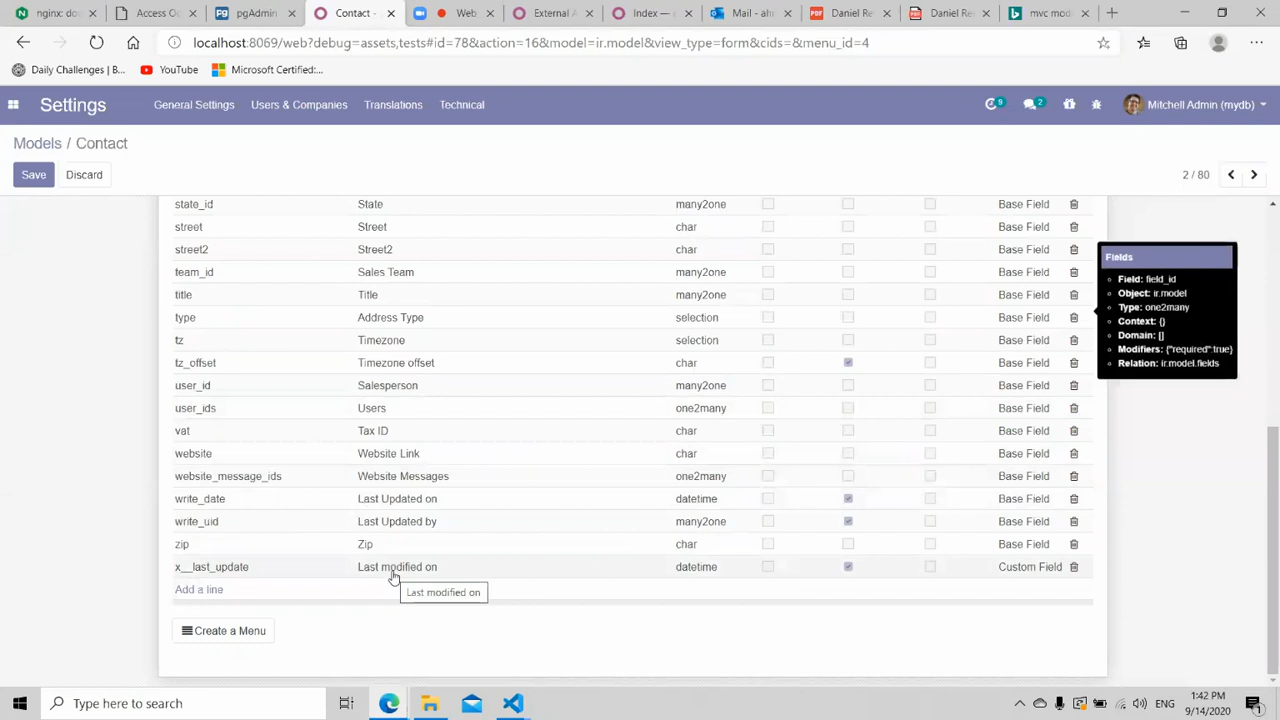 nginx dow
Access Os
pgAdmin
Contact -
Web
External A
Index —
Mail - ah
PDF Daniel Re
PDF Daniel Re
mvc mod
localhost:8069/web?debug=assets,tests#id=78&action=16&model=ir.model&view_type=form&cids=&menu_id=4
Daily Challenges | B...
YouTube
Microsoft Certified:...
Settings General Settings Users & Companies Translations Technical 9 2 Mitchell Admin (mydb)
Models / Contact
Save Discard 2 / 80
state_id State many2one Base Field
street Street char Base Field
street2 Street2 char Base Field
team_id Sales Team many2one Base Field
title Title many2one Base Field
type Address Type selection Base Field
tz Timezone selection Base Field
tz_offset Timezone offset char Base Field
user_id Salesperson many2one Base Field
user_ids Users one2many Base Field
vat Tax ID char Base Field
website Website Link char Base Field
website_message_ids Website Messages one2many Base Field
write_date Last Updated on datetime Base Field
write_uid Last Updated by many2one Base Field
zip Zip char Base Field
x__last_update Last modified on datetime Custom Field
Add a line
Last modified on
Create a Menu
Fields
Field: field_id
Object: ir.model
Type: one2many
Context: {}
Domain: []
Modifiers: {"required":true}
Relation: ir.model.fields
Type here to search
ENG
1:42 PM
9/14/2020
1